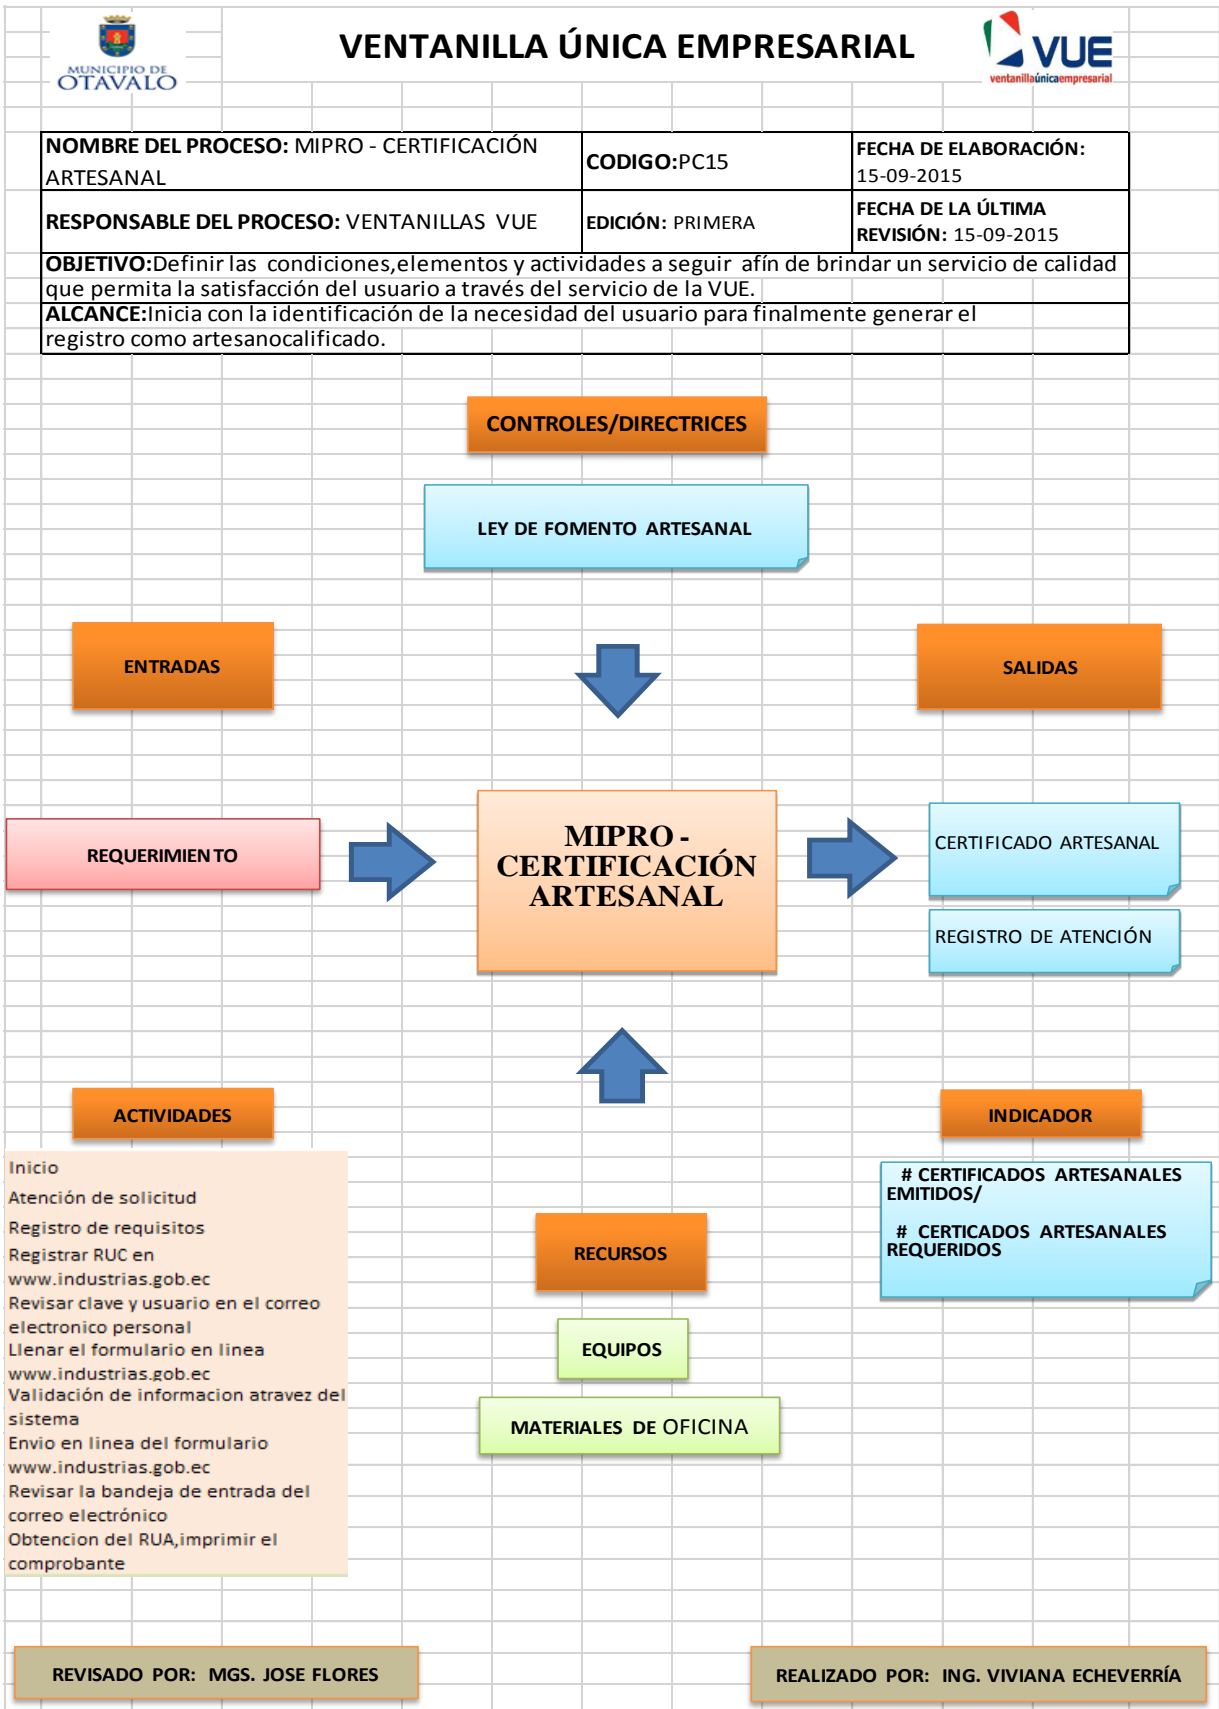 MUNICIPIO DE
OTAVALO
VENTANILLA ÚNICA EMPRESARIAL
VUE
ventanillaúnicaempresarial
NOMBRE DEL PROCESO: MIPRO - CERTIFICACIÓN
ARTESANAL
CODIGO:PC15
FECHA DE ELABORACIÓN:
15-09-2015
RESPONSABLE DEL PROCESO: VENTANILLAS VUE
EDICIÓN: PRIMERA
FECHA DE LA ÚLTIMA
REVISIÓN: 15-09-2015
OBJETIVO:Definir las condiciones,elementos y actividades a seguir afín de brindar un servicio de calidad
que permita la satisfacción del usuario a través del servicio de la VUE.
ALCANCE:Inicia con la identificación de la necesidad del usuario para finalmente generar el
registro como artesanocalificado.
CONTROLES/DIRECTRICES
LEY DE FOMENTO ARTESANAL
ENTRADAS
SALIDAS
REQUERIMIENTO
MIPRO -
CERTIFICACIÓN
ARTESANAL
CERTIFICADO ARTESANAL
REGISTRO DE ATENCIÓN
ACTIVIDADES
Inicio
Atención de solicitud
Registro de requisitos
Registrar RUC en
www.industrias.gob.ec
Revisar clave y usuario en el correo
electronico personal
Llenar el formulario en linea
www.industrias.gob.ec
Validación de informacion atravez del
sistema
Envio en linea del formulario
www.industrias.gob.ec
Revisar la bandeja de entrada del
correo electrónico
Obtencion del RUA,imprimir el
comprobante
RECURSOS
EQUIPOS
MATERIALES DE OFICINA
INDICADOR
# CERTIFICADOS ARTESANALES
EMITIDOS/
# CERTICADOS ARTESANALES
REQUERIDOS
REVISADO POR: MGS. JOSE FLORES
REALIZADO POR: ING. VIVIANA ECHEVERRÍA